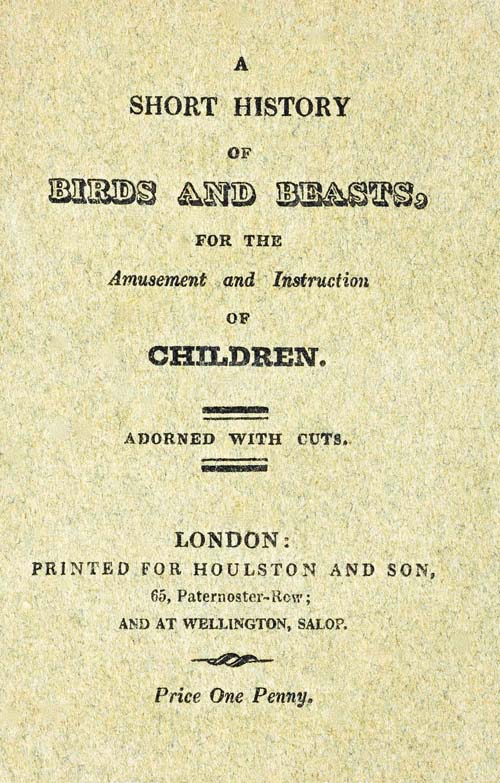 A
SHORT HISTORY
OF
BIRDS AND BEASTS,
FOR THE
Amusement and Instruction
OF
CHILDREN.
ADORNED WITH CUTS.
LONDON:
PRINTED FOR HOULSTON AND SON,
65, Paternoster-Row;
AND AT WELLINGTON, SALOP.
Price One Penny.